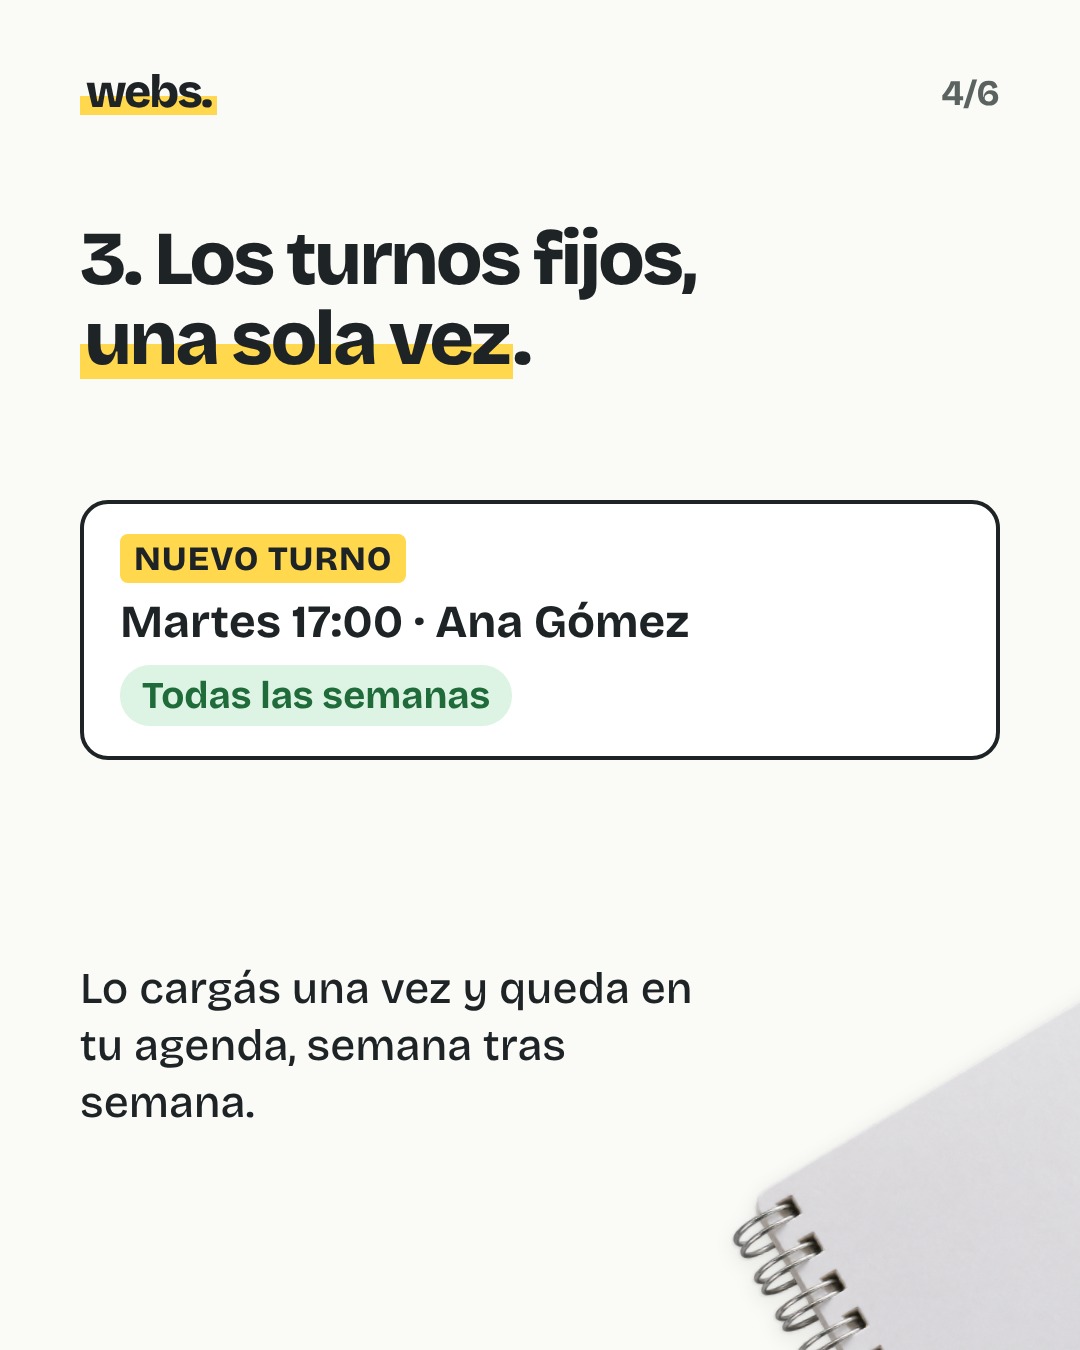 webs.
4/6
3. Los turnos fijos,
una sola vez.
NUEVO TURNO
Martes 17:00 · Ana Gómez
Todas las semanas
Lo cargás una vez y queda en
tu agenda, semana tras
semana.